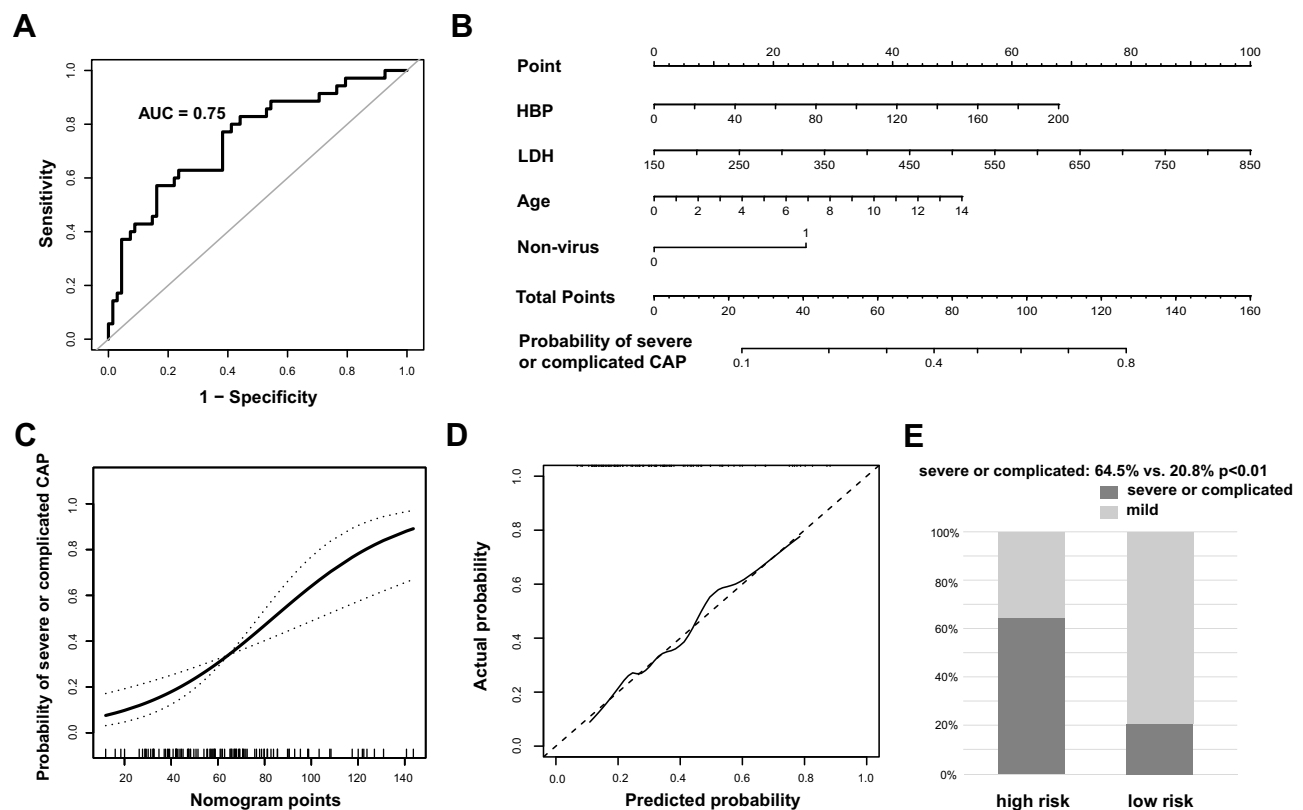 A
AUC = 0.75
Sensitivity
0.0 0.2 0.4 0.6 0.8 1.0
0.0 0.2 0.4 0.6 0.8 1.0
1 − Specificity
B
0 20 40 60 80 100
Point
HBP
0 40 80 120 160 200
LDH
150 250 350 450 550 650 750 850
Age
0 2 4 6 8 10 12 14
1
Non-virus
0
Total Points
0 20 40 60 80 100 120 140 160
Probability of severe
or complicated CAP
0.1 0.4 0.8
C
Probability of severe or complicated CAP
0.0 0.2 0.4 0.6 0.8 1.0
20 40 60 80 100 120 140
Nomogram points
D
Actual probability
0.0 0.2 0.4 0.6 0.8 1.0
0.0 0.2 0.4 0.6 0.8 1.0
Predicted probability
E
severe or complicated: 64.5% vs. 20.8% p<0.01
severe or complicated
mild
100%
80%
60%
40%
20%
0%
high risk low risk